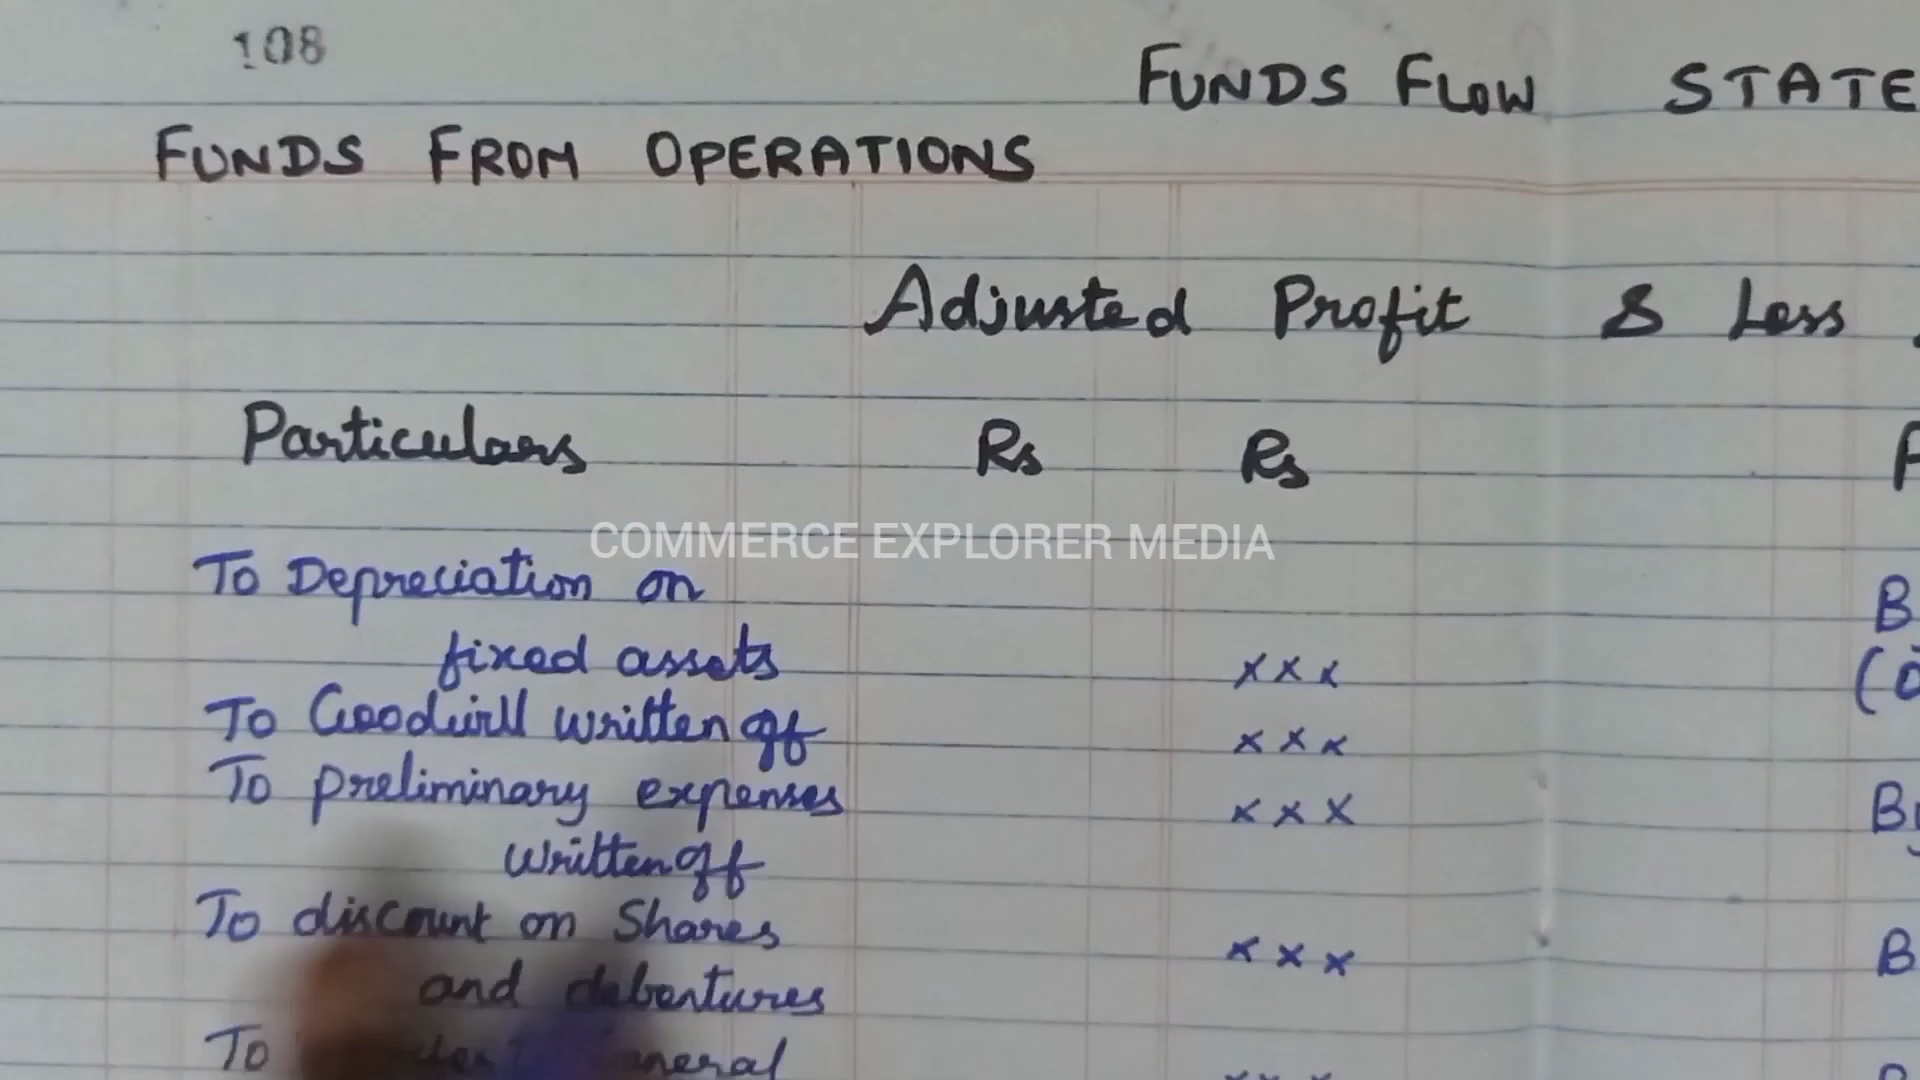 108
FUNDS FLOW STATE
FUNDS FROM OPERATIONS
Adjusted Profit & Loss
Particulars Rs Rs
COMMERCE EXPLORER MEDIA
To Depreciation on B
fixed assets xxx
To Goodwill written off xxx
To preliminary expenses xxx By
written off
To discount on Shares xxx B
and debentures
To General